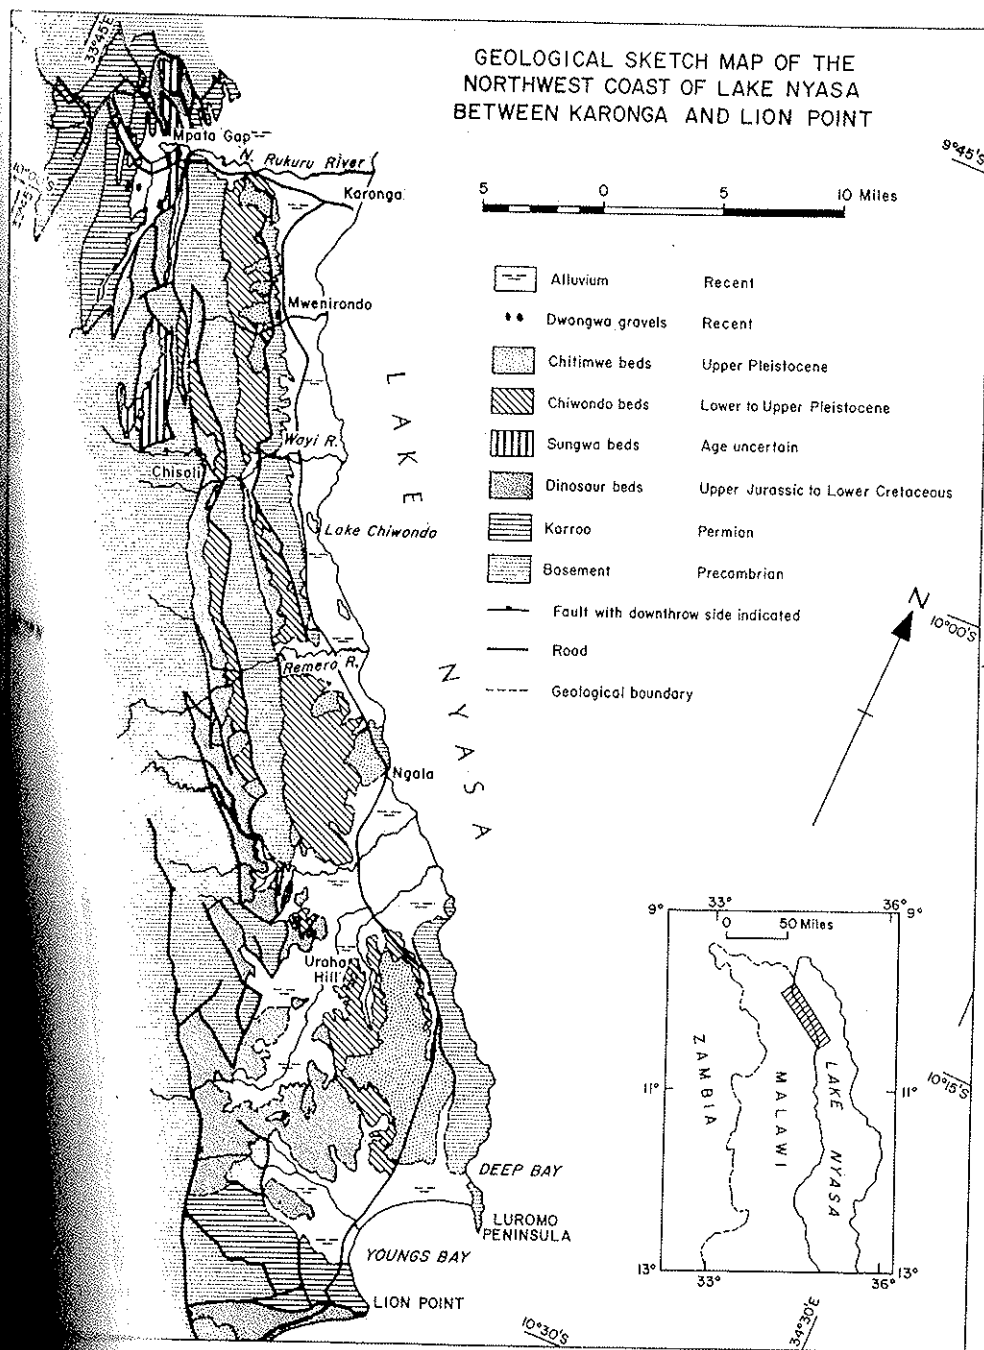 GEOLOGICAL SKETCH MAP OF THE
NORTHWEST COAST OF LAKE NYASA
BETWEEN KARONGA AND LION POINT
33°45'E
9°45'S
5 0 5 10 Miles
Alluvium Recent
Dwangwa gravels Recent
Chitimwe beds Upper Pleistocene
Chiwondo beds Lower to Upper Pleistocene
Sungwa beds Age uncertain
Dinosaur beds Upper Jurassic to Lower Cretaceous
Karroo Permian
Basement Precambrian
Fault with downthrow side indicated
Road
Geological boundary
N
10°00'S
Mpata Gap
N. Rukuru River
Karonga
Mwenirondo
LAKE NYASA
Wayi R.
Chisali
Lake Chiwondo
Remero R.
Ngala
Uraha
Hill
DEEP BAY
LUROMO
PENINSULA
YOUNGS BAY
LION POINT
10°15'S
10°30'S
34°30'E
9° 33° 36° 9°
0 50 Miles
ZAMBIA
MALAWI
LAKE NYASA
11° 11°
13° 33° 36° 13°